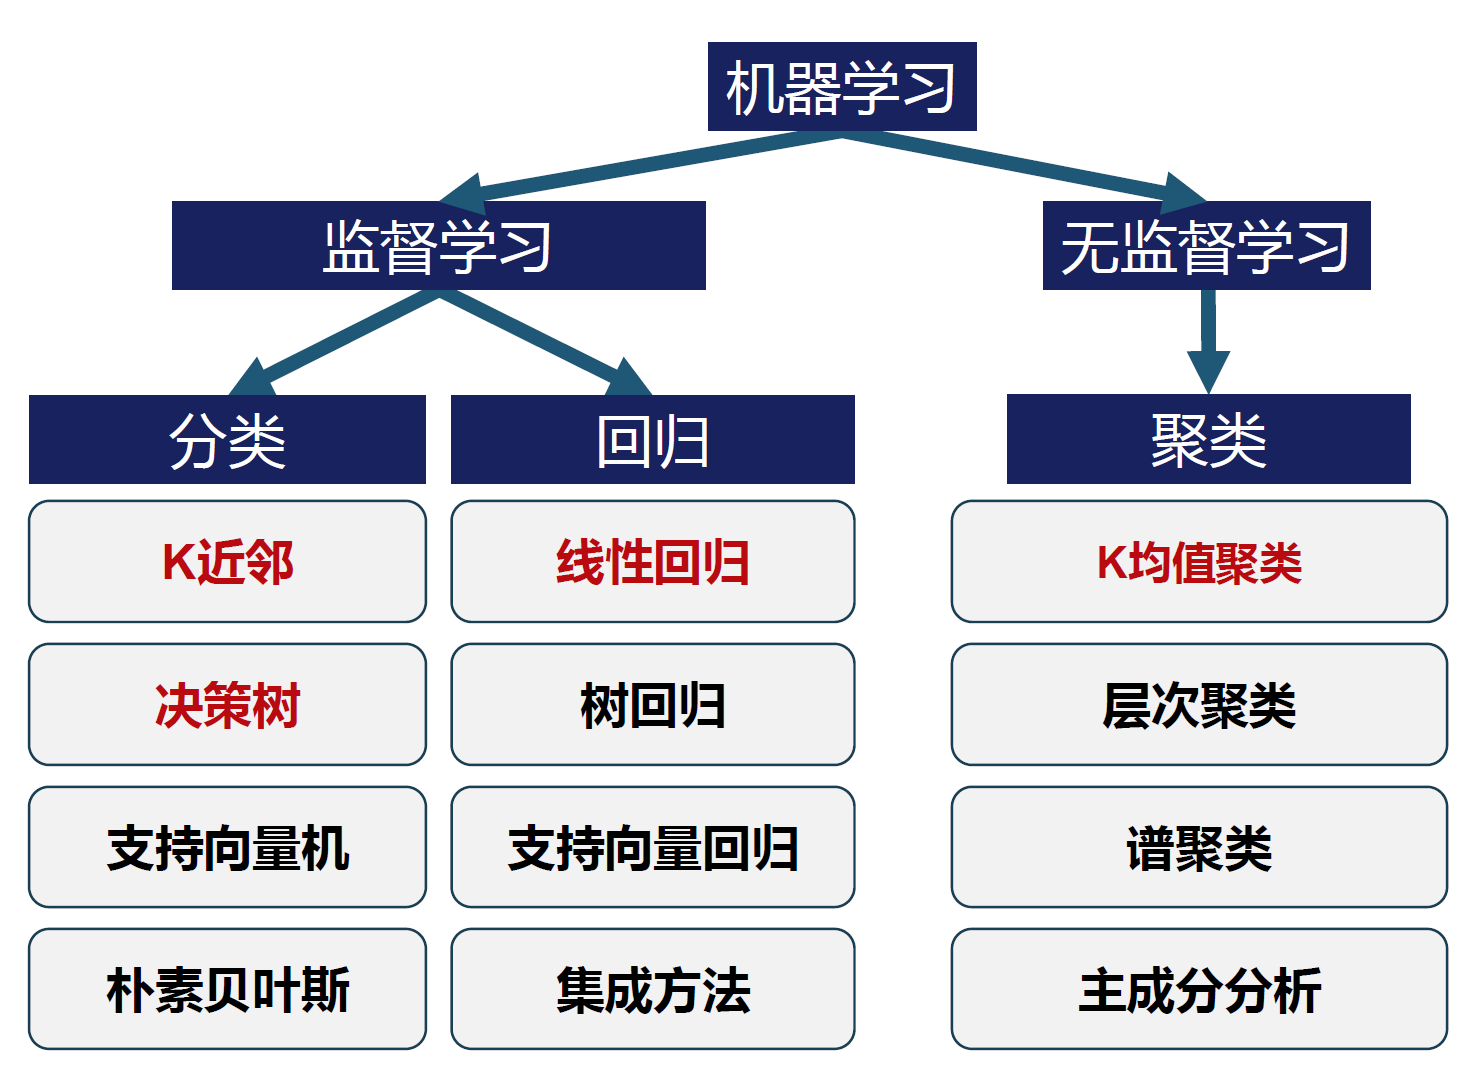 机器学习
监督学习
无监督学习
分类
回归
聚类
K近邻
线性回归
K均值聚类
决策树
树回归
层次聚类
支持向量机
支持向量回归
谱聚类
朴素贝叶斯
集成方法
主成分分析